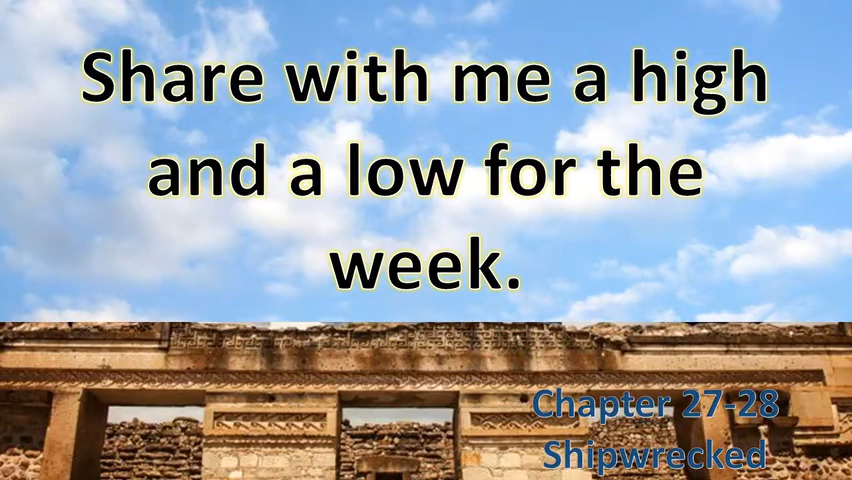 Share with me a high
and a low for the
week.
Chapter 27-28
Shipwrecked